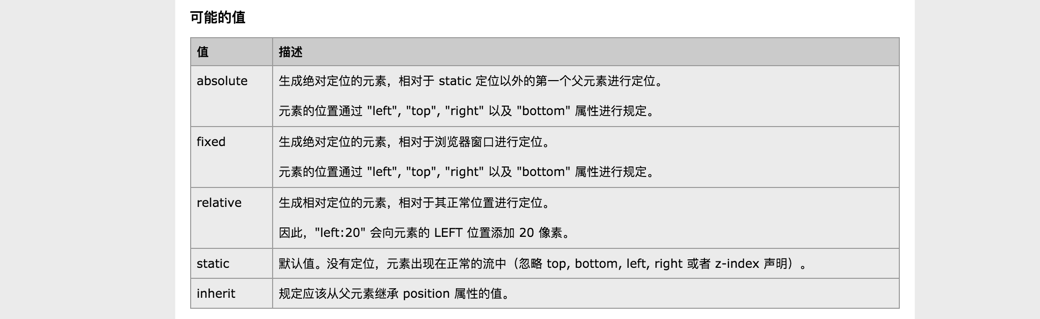 可能的值
值 描述
absolute 生成绝对定位的元素，相对于 static 定位以外的第一个父元素进行定位。
元素的位置通过 "left", "top", "right" 以及 "bottom" 属性进行规定。
fixed 生成绝对定位的元素，相对于浏览器窗口进行定位。
元素的位置通过 "left", "top", "right" 以及 "bottom" 属性进行规定。
relative 生成相对定位的元素，相对于其正常位置进行定位。
因此，"left:20" 会向元素的 LEFT 位置添加 20 像素。
static 默认值。没有定位，元素出现在正常的流中（忽略 top, bottom, left, right 或者 z-index 声明）。
inherit 规定应该从父元素继承 position 属性的值。